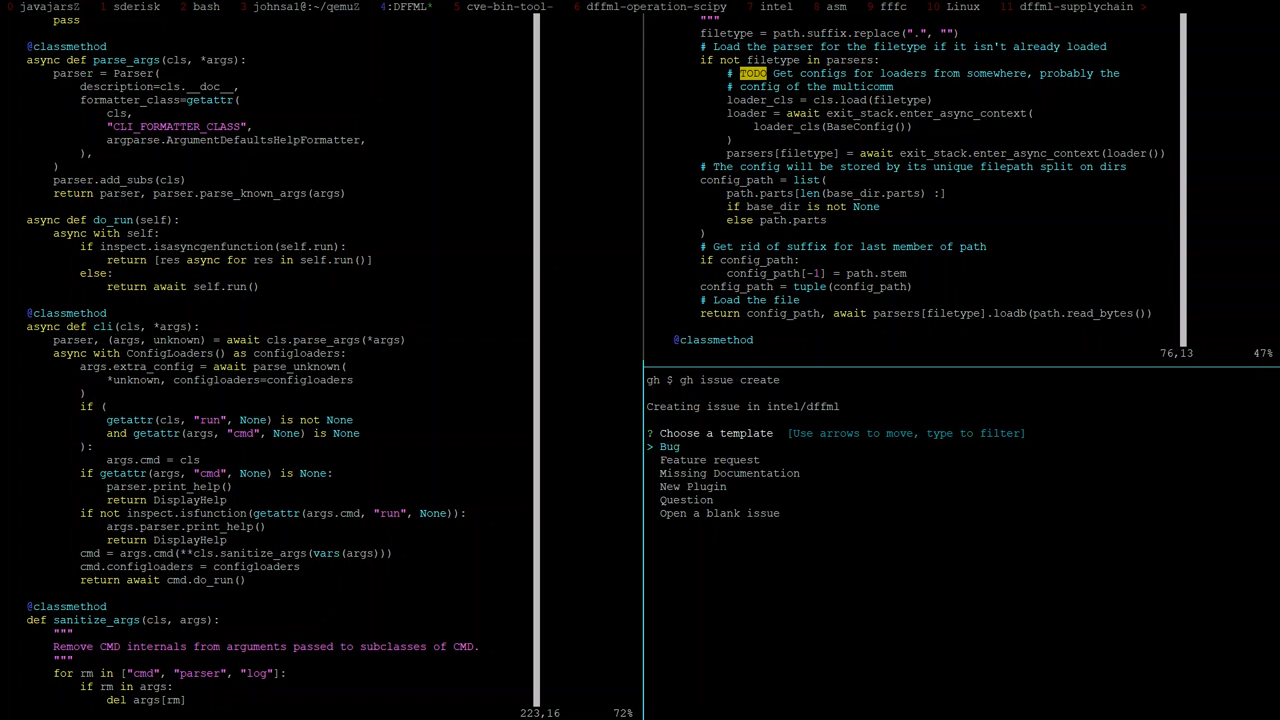 0 javajarsZ  1 sderisk  2 bash  3 johnsal@:~/qemuZ  4:DFFML*  5 cve-bin-tool-  6 dffml-operation-scipy  7 intel  8 asm  9 fffc  10 Linux  11 dffml-supplychain >
        pass

    @classmethod
    async def parse_args(cls, *args):
        parser = Parser(
            description=cls.__doc__,
            formatter_class=getattr(
                cls,
                "CLI_FORMATTER_CLASS",
                argparse.ArgumentDefaultsHelpFormatter,
            ),
        )
        parser.add_subs(cls)
        return parser, parser.parse_known_args(args)

    async def do_run(self):
        async with self:
            if inspect.isasyncgenfunction(self.run):
                return [res async for res in self.run()]
            else:
                return await self.run()

    @classmethod
    async def cli(cls, *args):
        parser, (args, unknown) = await cls.parse_args(*args)
        async with ConfigLoaders() as configloaders:
            args.extra_config = await parse_unknown(
                *unknown, configloaders=configloaders
            )
            if (
                getattr(cls, "run", None) is not None
                and getattr(args, "cmd", None) is None
            ):
                args.cmd = cls
            if getattr(args, "cmd", None) is None:
                parser.print_help()
                return DisplayHelp
            if not inspect.isfunction(getattr(args.cmd, "run", None)):
                args.parser.print_help()
                return DisplayHelp
            cmd = args.cmd(**cls.sanitize_args(vars(args)))
            cmd.configloaders = configloaders
            return await cmd.do_run()

    @classmethod
    def sanitize_args(cls, args):
        """
        Remove CMD internals from arguments passed to subclasses of CMD.
        """
        for rm in ["cmd", "parser", "log"]:
            if rm in args:
                del args[rm]
223,16  72%
        """
        filetype = path.suffix.replace(".", "")
        # Load the parser for the filetype if it isn't already loaded
        if not filetype in parsers:
            # TODO Get configs for loaders from somewhere, probably the
            # config of the multicomm
            loader_cls = cls.load(filetype)
            loader = await exit_stack.enter_async_context(
                loader_cls(BaseConfig())
            )
            parsers[filetype] = await exit_stack.enter_async_context(loader())
        # The config will be stored by its unique filepath split on dirs
        config_path = list(
            path.parts[len(base_dir.parts) :]
            if base_dir is not None
            else path.parts
        )
        # Get rid of suffix for last member of path
        if config_path:
            config_path[-1] = path.stem
        config_path = tuple(config_path)
        # Load the file
        return config_path, await parsers[filetype].loadb(path.read_bytes())

    @classmethod
76,13  47%
gh $ gh issue create

Creating issue in intel/dffml

? Choose a template  [Use arrows to move, type to filter]
> Bug
  Feature request
  Missing Documentation
  New Plugin
  Question
  Open a blank issue